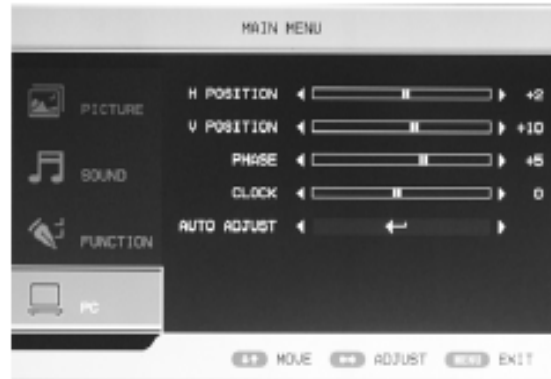 MAIN MENU
PICTURE
SOUND
FUNCTION
PC
H POSITION +2
V POSITION +10
PHASE +5
CLOCK 0
AUTO ADJUST
MOVE ADJUST MENU EXIT